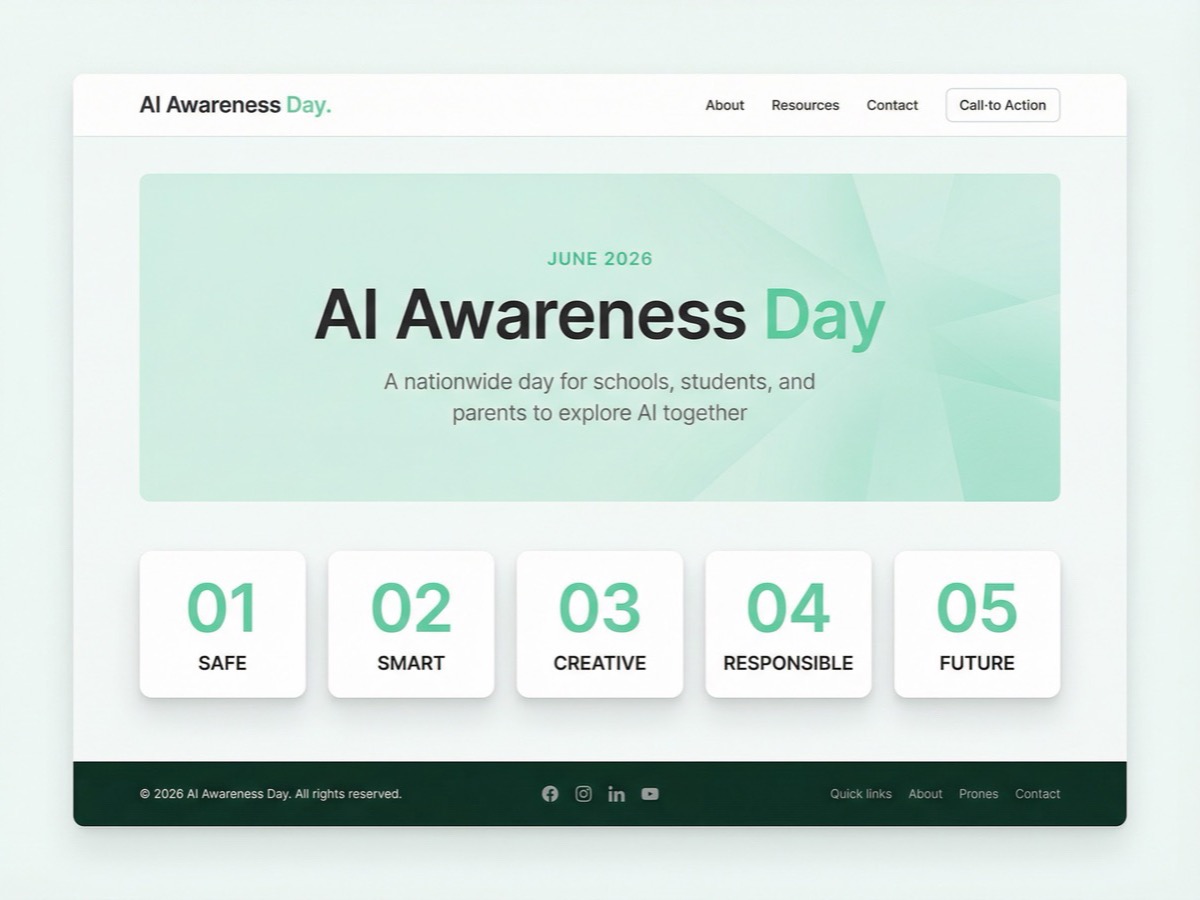 AI Awareness Day.
About
Resources
Contact
Call·to Action
JUNE 2026
AI Awareness Day
A nationwide day for schools, students, and
parents to explore AI together
01
SAFE
02
SMART
03
CREATIVE
04
RESPONSIBLE
05
FUTURE
© 2026 AI Awareness Day. All rights reserved.
Quick links
About
Prones
Contact